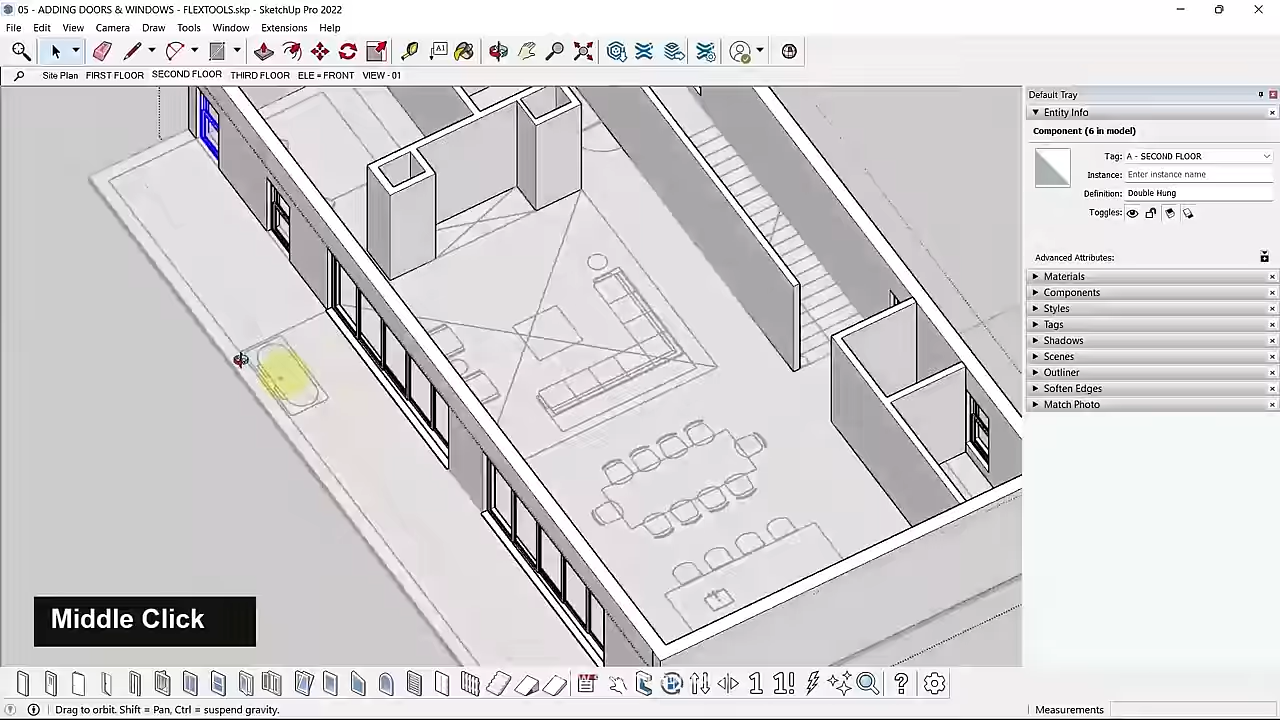 05 - ADDING DOORS & WINDOWS - FLEXTOOLS.skp - SketchUp Pro 2022
File Edit View Camera Draw Tools Window Extensions Help
Site Plan FIRST FLOOR SECOND FLOOR THIRD FLOOR ELE = FRONT VIEW - 01
Default Tray
Entity Info
Component (6 in model)
Tag: A - SECOND FLOOR
Instance: Enter instance name
Definition: Double Hung
Toggles:
Advanced Attributes:
Materials
Components
Styles
Tags
Shadows
Scenes
Outliner
Soften Edges
Match Photo
Middle Click
Drag to orbit. Shift = Pan, Ctrl = suspend gravity.
Measurements